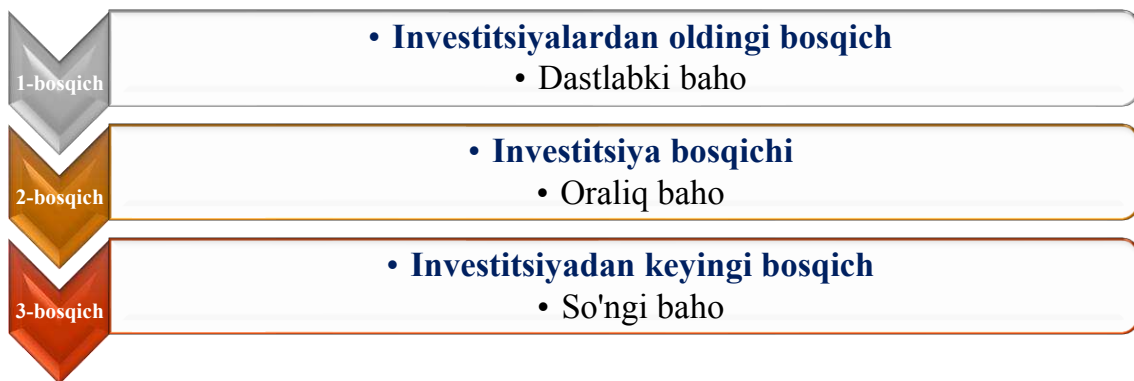 1-bosqich
• Investitsiyalardan oldingi bosqich
• Dastlabki baho
2-bosqich
• Investitsiya bosqichi
• Oraliq baho
3-bosqich
• Investitsiyadan keyingi bosqich
• So'ngi baho